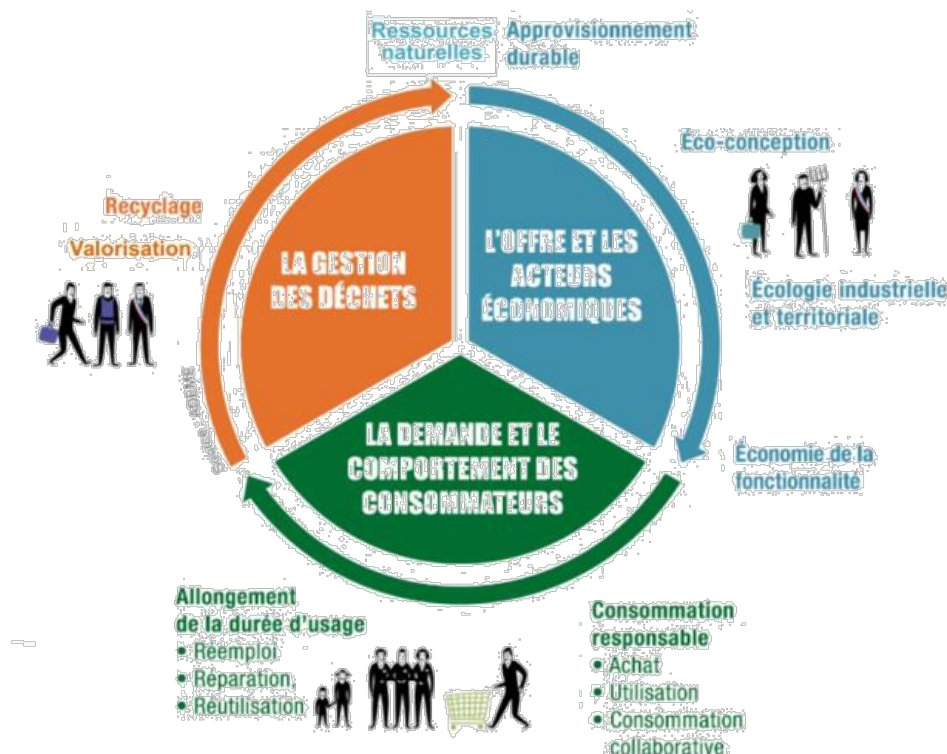 Ressources
naturelles
Approvisionnement
durable
Éco-conception
Écologie industrielle
et territoriale
Économie de la
fonctionnalité
L'OFFRE ET LES
ACTEURS
ÉCONOMIQUES
LA DEMANDE ET LE
COMPORTEMENT DES
CONSOMMATEURS
Consommation
responsable
• Achat
• Utilisation
• Consommation
collaborative
Allongement
de la durée d'usage
• Réemploi
• Réparation
• Réutilisation
LA GESTION
DES DÉCHETS
Recyclage
Valorisation